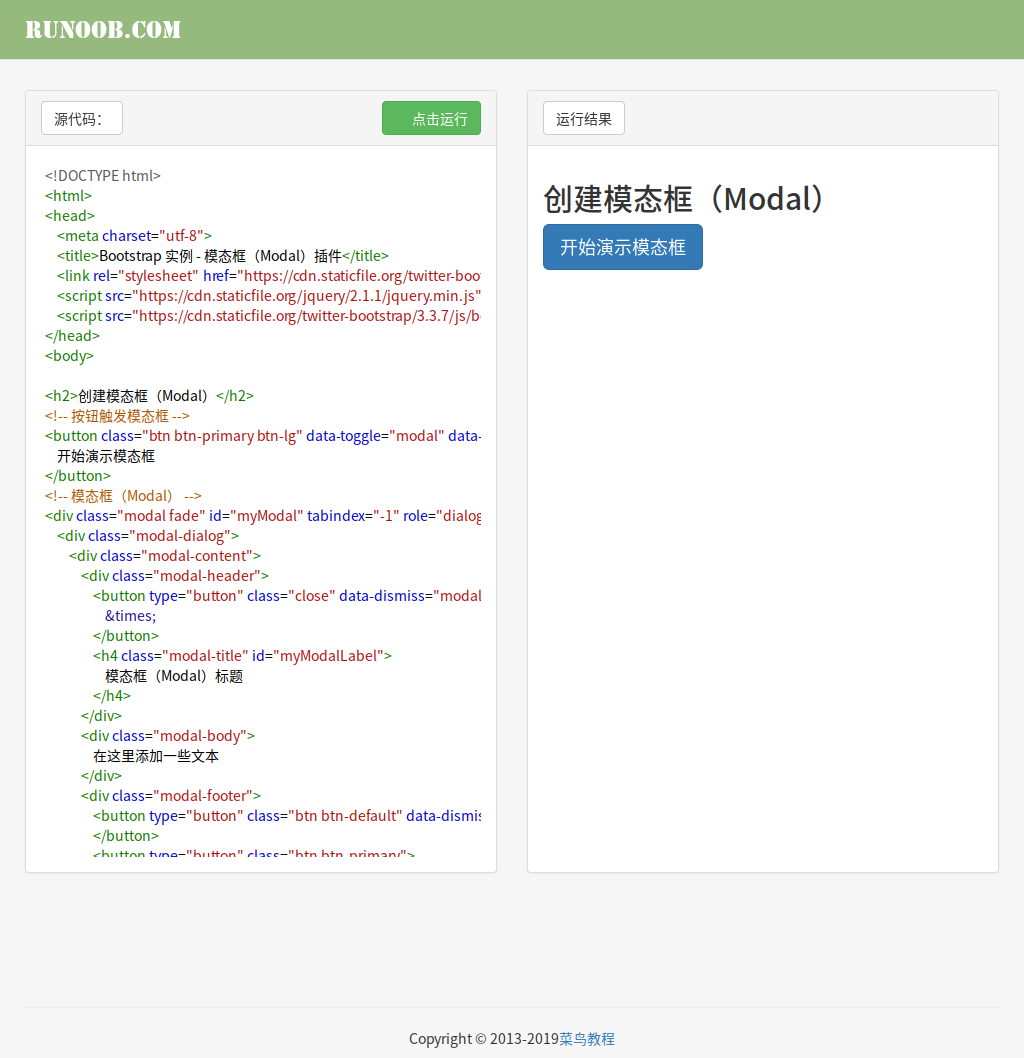 RUNOOB.COM
源代码：
点击运行
<!DOCTYPE html>
<html>
<head>
<meta charset="utf-8">
<title>Bootstrap 实例 - 模态框（Modal）插件</title>
<link rel="stylesheet" href="https://cdn.staticfile.org/twitter-boo
<script src="https://cdn.staticfile.org/jquery/2.1.1/jquery.min.js"
<script src="https://cdn.staticfile.org/twitter-bootstrap/3.3.7/js/b
</head>
<body>
<h2>创建模态框（Modal）</h2>
<!-- 按钮触发模态框 -->
<button class="btn btn-primary btn-lg" data-toggle="modal" data-
开始演示模态框
</button>
<!-- 模态框（Modal） -->
<div class="modal fade" id="myModal" tabindex="-1" role="dialog
<div class="modal-dialog">
<div class="modal-content">
<div class="modal-header">
<button type="button" class="close" data-dismiss="modal
&times;
</button>
<h4 class="modal-title" id="myModalLabel">
模态框（Modal）标题
</h4>
</div>
<div class="modal-body">
在这里添加一些文本
</div>
<div class="modal-footer">
<button type="button" class="btn btn-default" data-dismis
</button>
<button type="button" class="btn btn-primary">
运行结果
创建模态框（Modal）
开始演示模态框
Copyright © 2013-2019菜鸟教程